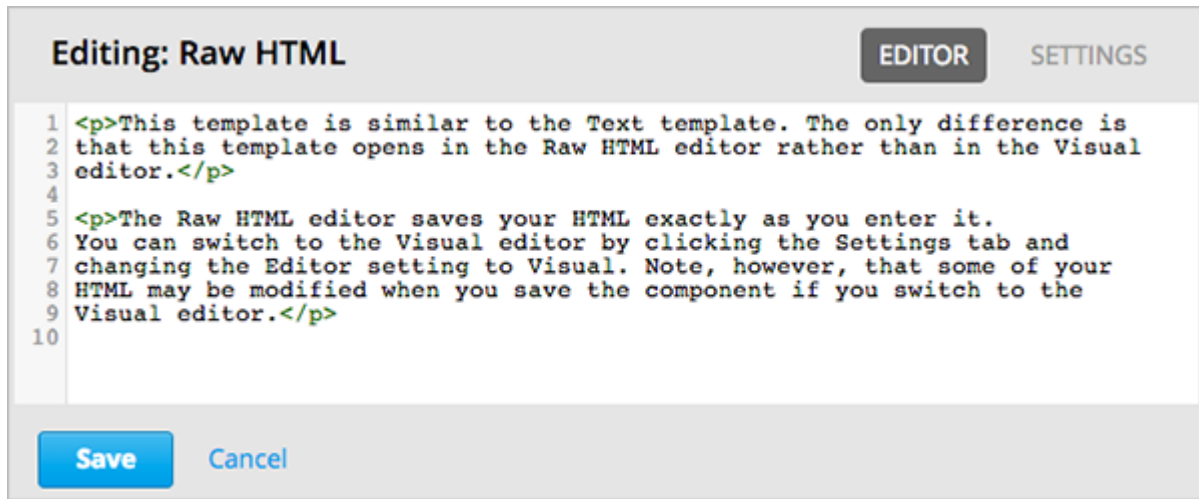 Editing: Raw HTML EDITOR SETTINGS
1 <p>This template is similar to the Text template. The only difference is
2 that this template opens in the Raw HTML editor rather than in the Visual
3 editor.</p>
4
5 <p>The Raw HTML editor saves your HTML exactly as you enter it.
6 You can switch to the Visual editor by clicking the Settings tab and
7 changing the Editor setting to Visual. Note, however, that some of your
8 HTML may be modified when you save the component if you switch to the
9 Visual editor.</p>
10
Save Cancel